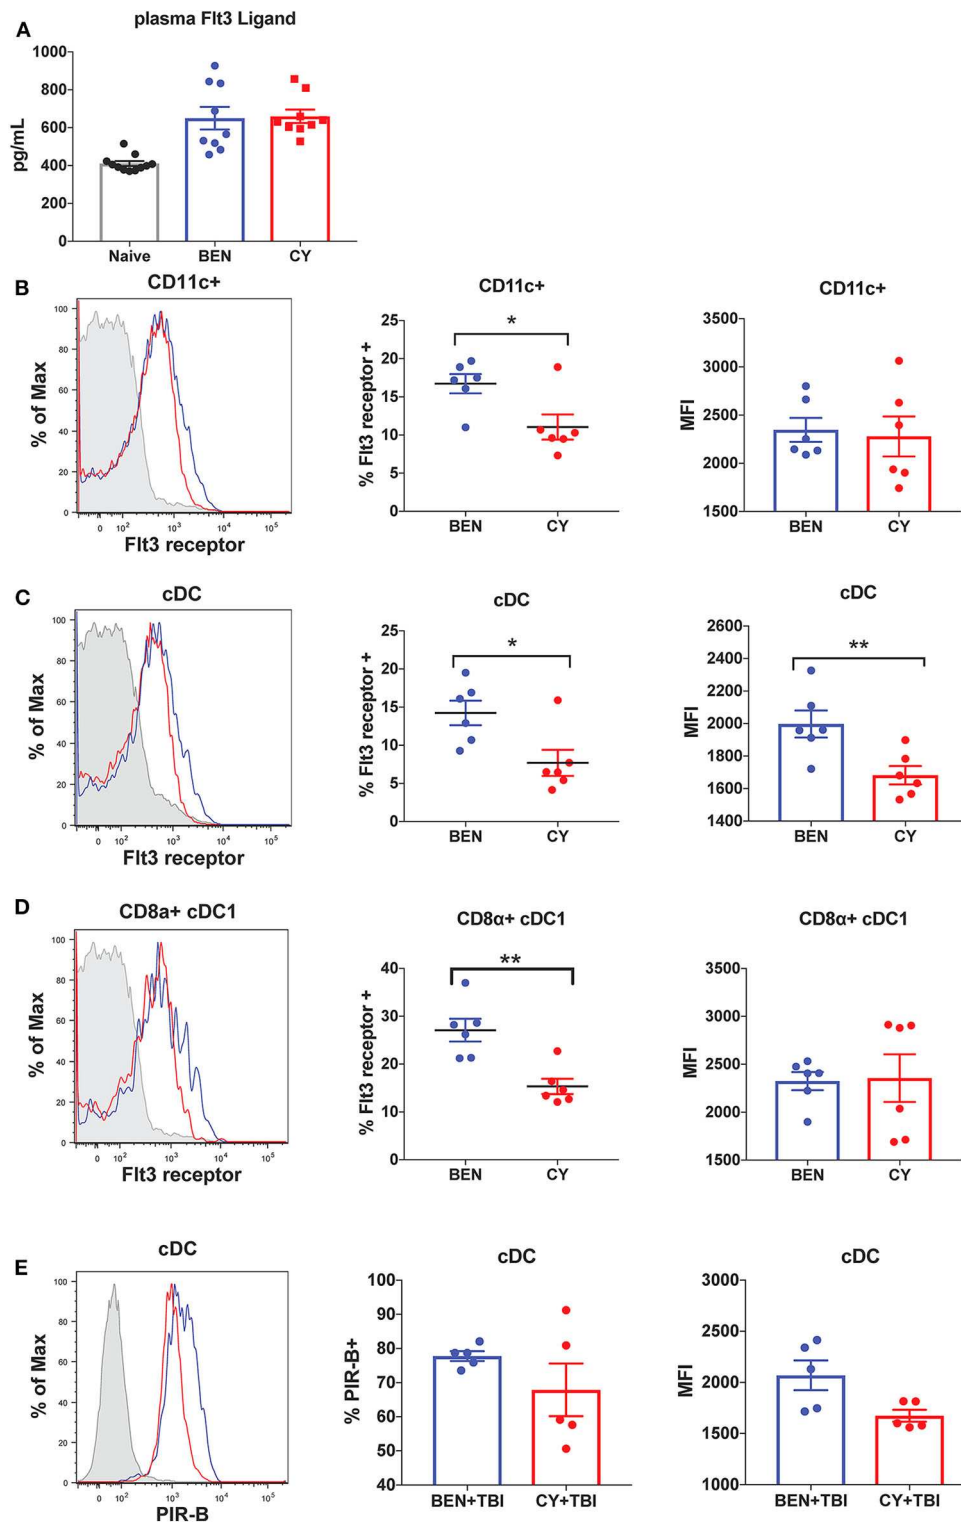 A
plasma Flt3 Ligand
pg/mL
1000
800
600
400
200
0
Naive BEN CY
B
CD11c+
% of Max
100
80
60
40
20
0
0 10² 10³ 10⁴ 10⁵
Flt3 receptor
CD11c+
% Flt3 receptor +
25
20
15
10
5
0
*
BEN CY
CD11c+
MFI
3500
3000
2500
2000
1500
BEN CY
C
cDC
% of Max
100
80
60
40
20
0
0 10² 10³ 10⁴ 10⁵
Flt3 receptor
cDC
% Flt3 receptor +
25
20
15
10
5
0
*
BEN CY
cDC
MFI
2600
2400
2200
2000
1800
1600
1400
**
BEN CY
D
CD8a+ cDC1
% of Max
100
80
60
40
20
0
0 10² 10³ 10⁴ 10⁵
Flt3 receptor
CD8α+ cDC1
% Flt3 receptor +
40
30
20
10
0
**
BEN CY
CD8α+ cDC1
MFI
3500
3000
2500
2000
1500
BEN CY
E
cDC
% of Max
100
80
60
40
20
0
0 10² 10³ 10⁴ 10⁵
PIR-B
cDC
% PIR-B+
100
90
80
70
60
50
40
BEN+TBI CY+TBI
cDC
MFI
3000
2500
2000
1500
1000
BEN+TBI CY+TBI